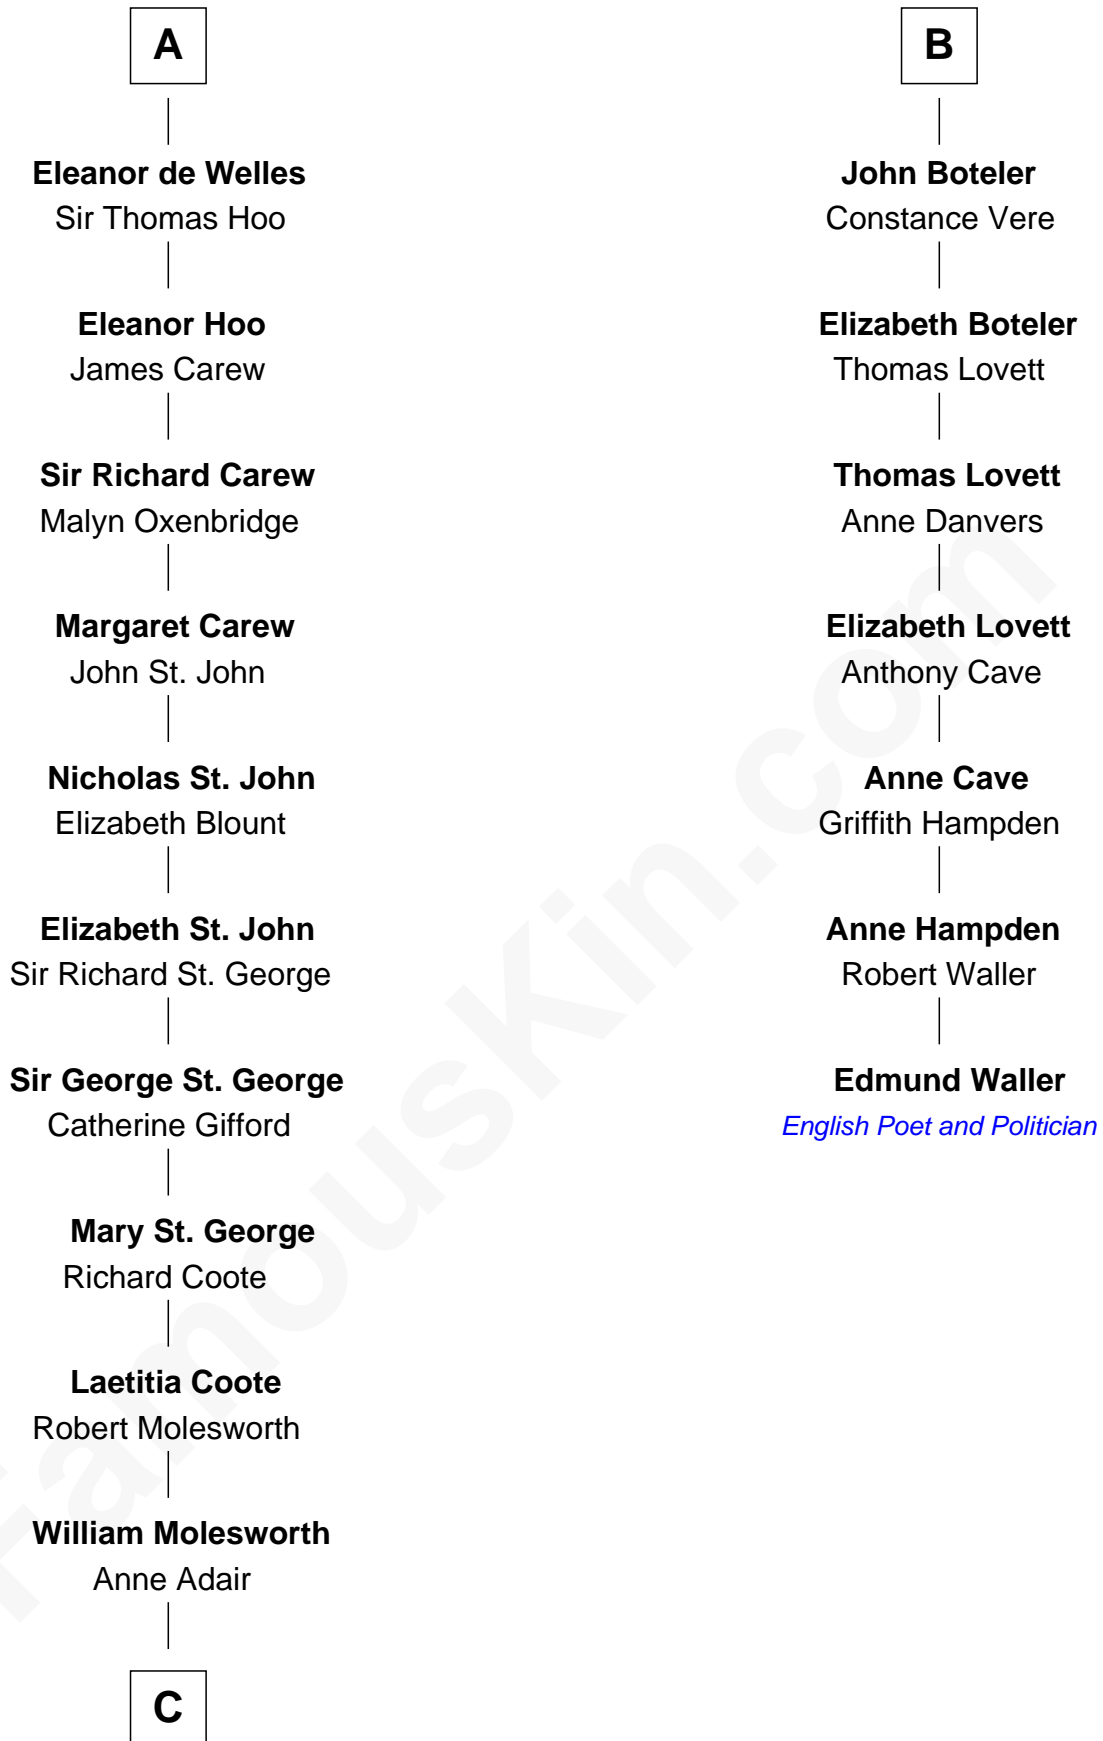 A
Eleanor de Welles
Sir Thomas Hoo
Eleanor Hoo
James Carew
Sir Richard Carew
Malyn Oxenbridge
Margaret Carew
John St. John
Nicholas St. John
Elizabeth Blount
Elizabeth St. John
Sir Richard St. George
Sir George St. George
Catherine Gifford
Mary St. George
Richard Coote
Laetitia Coote
Robert Molesworth
William Molesworth
Anne Adair
C
B
John Boteler
Constance Vere
Elizabeth Boteler
Thomas Lovett
Thomas Lovett
Anne Danvers
Elizabeth Lovett
Anthony Cave
Anne Cave
Griffith Hampden
Anne Hampden
Robert Waller
Edmund Waller
English Poet and Politician
FamousKin.com